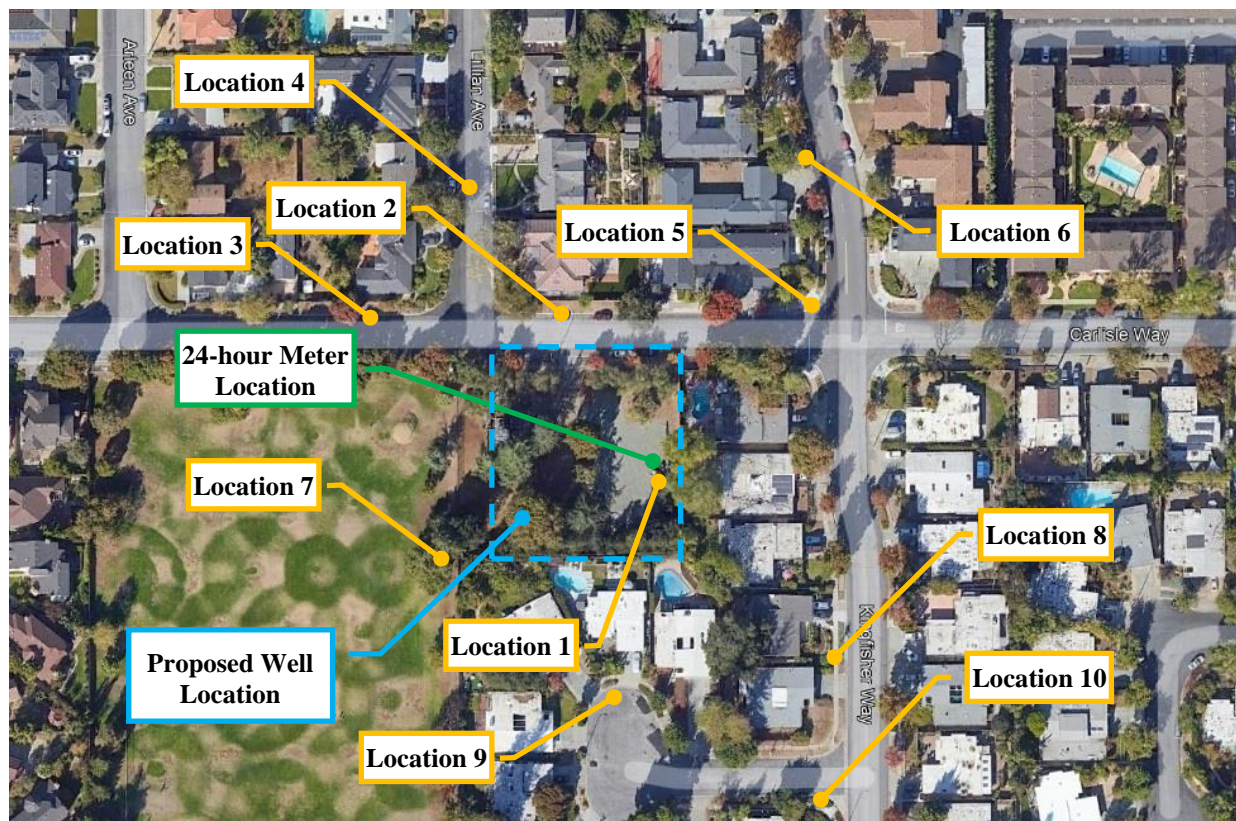 Arleen Ave
Lillian Ave
Location 4
Location 2
Location 3
Location 5
Location 6
Carlisle Way
24-hour Meter
Location
Location 7
Location 8
Location 1
Proposed Well
Location
Kingfisher Way
Location 10
Location 9